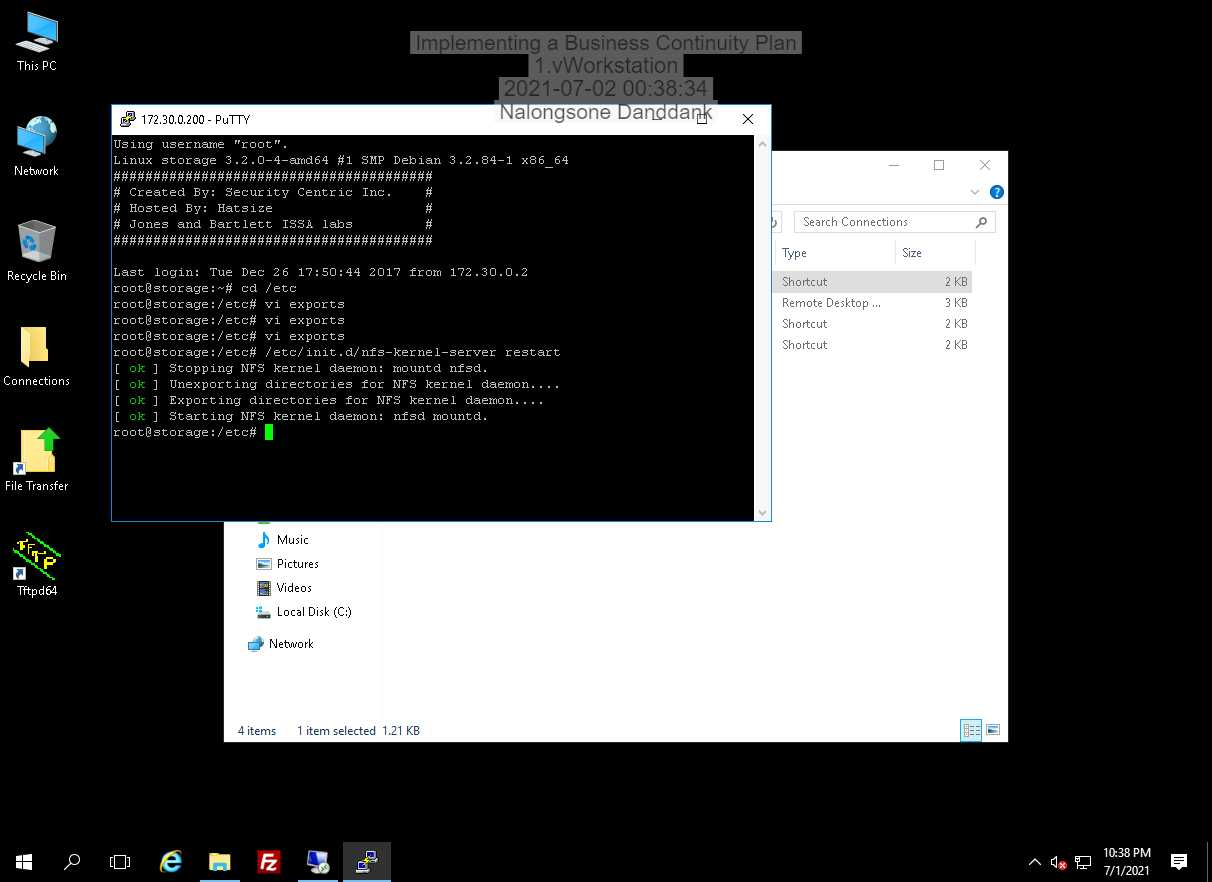 Implementing a Business Continuity Plan
1.vWorkstation
2021-07-02 00:38:34
Nalongsone Danddank
This PC
Network
Recycle Bin
Connections
File Transfer
Tftpd64
172.30.0.200 - PuTTY
Using username "root".
Linux storage 3.2.0-4-amd64 #1 SMP Debian 3.2.84-1 x86_64
########################################
# Created By: Security Centric Inc.    #
# Hosted By: Hatsize                   #
# Jones and Bartlett ISSA labs         #
########################################
Last login: Tue Dec 26 17:50:44 2017 from 172.30.0.2
root@storage:~# cd /etc
root@storage:/etc# vi exports
root@storage:/etc# vi exports
root@storage:/etc# vi exports
root@storage:/etc# /etc/init.d/nfs-kernel-server restart
[ ok ] Stopping NFS kernel daemon: mountd nfsd.
[ ok ] Unexporting directories for NFS kernel daemon....
[ ok ] Exporting directories for NFS kernel daemon....
[ ok ] Starting NFS kernel daemon: nfsd mountd.
root@storage:/etc#
Search Connections
Type Size
Shortcut 2 KB
Remote Desktop ... 3 KB
Shortcut 2 KB
Shortcut 2 KB
Music
Pictures
Videos
Local Disk (C:)
Network
4 items 1 item selected 1.21 KB
10:38 PM
7/1/2021